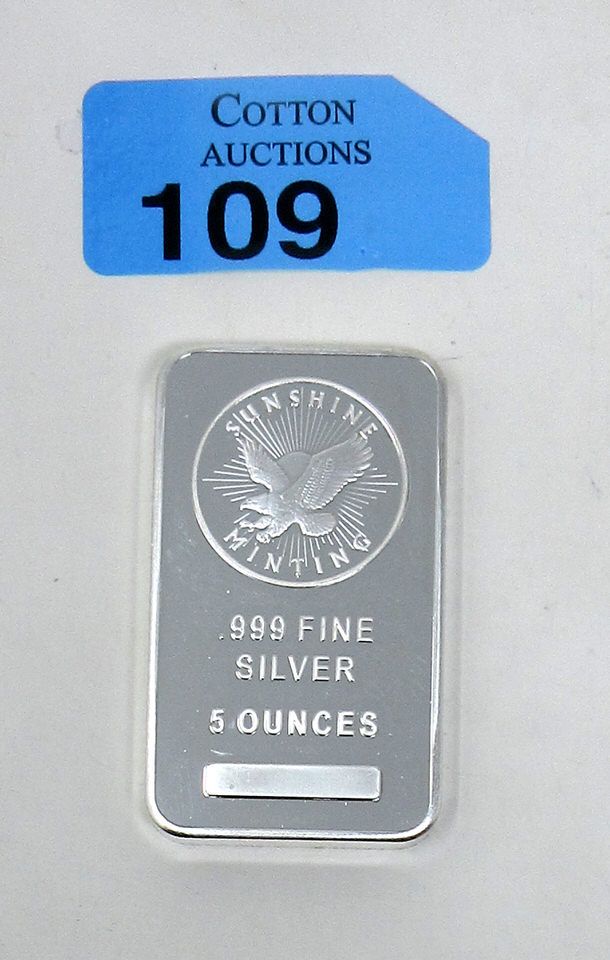 COTTON
AUCTIONS
109
SUNSHINE
MINTING
.999 FINE
SILVER
5 OUNCES